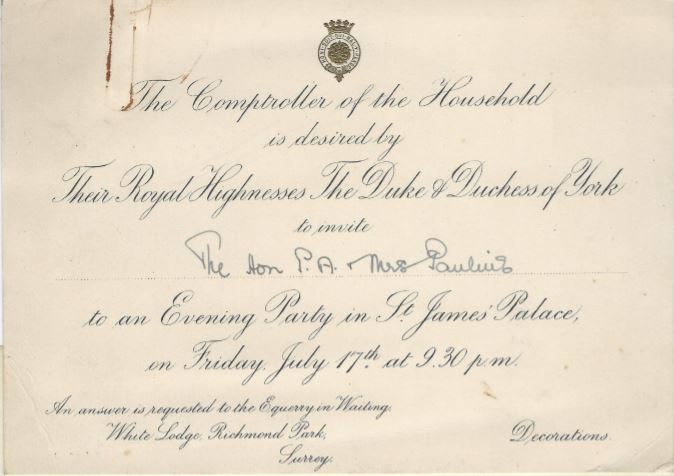 The Comptroller of the Household
is desired by
Their Royal Highnesses The Duke & Duchess of York
to invite
The Hon P. A. + Mrs Paulius
to an Evening Party in St. James' Palace,
on Friday, July 17th at 9.30 p.m.
An answer is requested to the Equerry in Waiting,
White Lodge, Richmond Park,
Surrey.
Decorations.